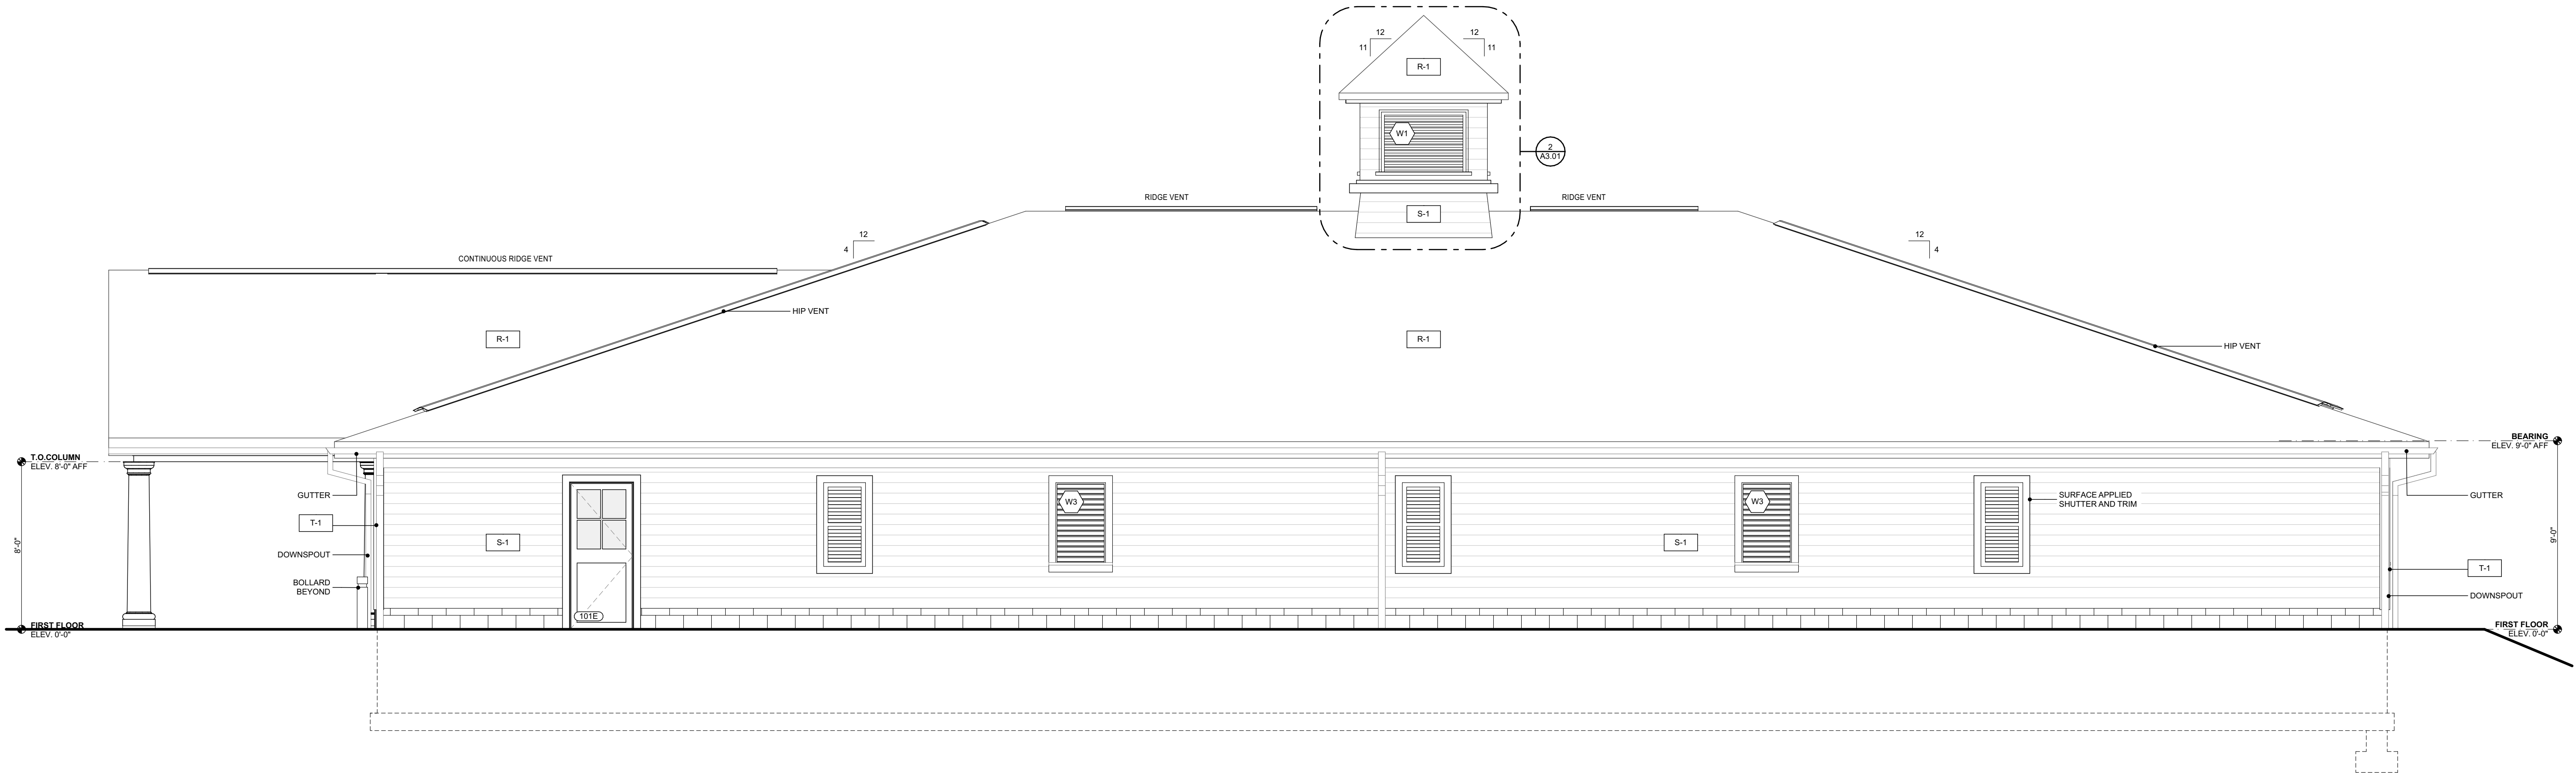 12
12
11
11
R-1
W1
2
A3.01
RIDGE VENT
RIDGE VENT
S-1
12
4
12
4
CONTINUOUS RIDGE VENT
HIP VENT
R-1
R-1
HIP VENT
BEARING
ELEV. 9'-0" AFF
T.O.COLUMN
ELEV. 8'-0" AFF
GUTTER
T-1
DOWNSPOUT
BOLLARD
BEYOND
8'-0"
S-1
W3
W3
S-1
SURFACE APPLIED
SHUTTER AND TRIM
GUTTER
9'-0"
T-1
DOWNSPOUT
101E
FIRST FLOOR
ELEV. 0'-0"
FIRST FLOOR
ELEV. 0'-0"